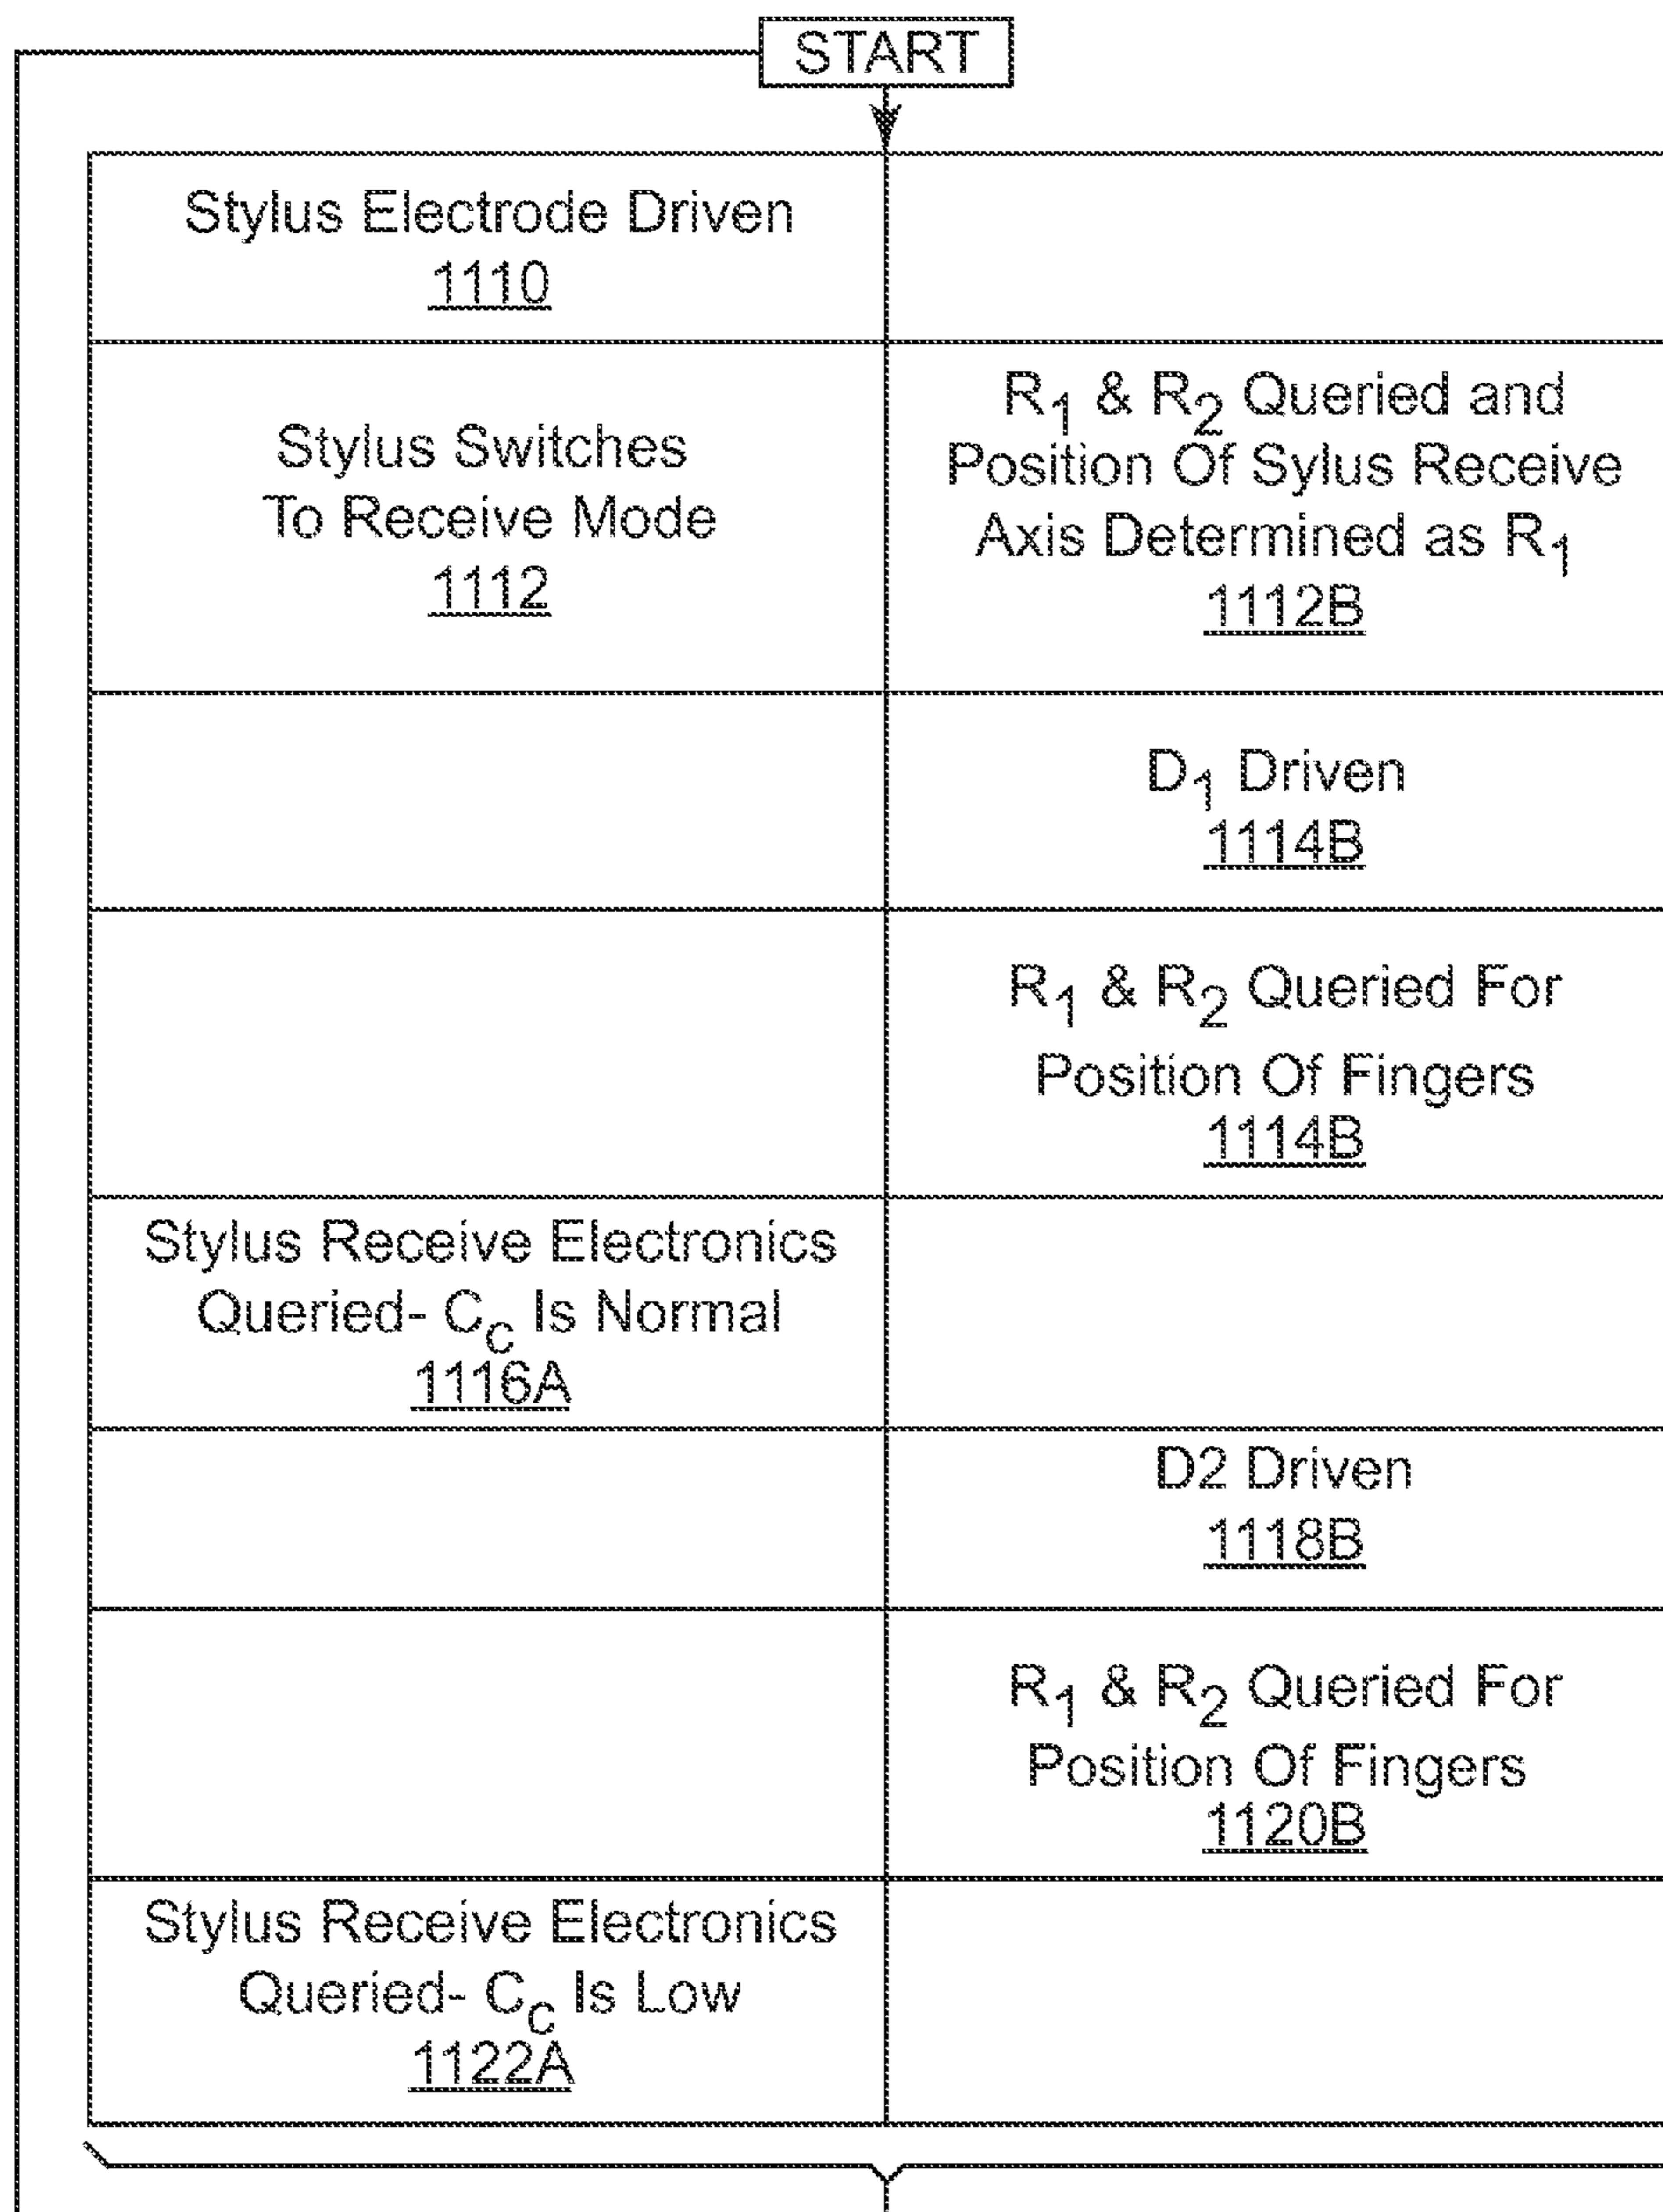 START
Stylus Electrode Driven
1110
Stylus Switches
To Receive Mode
1112
R1 & R2 Queried and
Position Of Sylus Receive
Axis Determined as R1
1112B
D1 Driven
1114B
R1 & R2 Queried For
Position Of Fingers
1114B
Stylus Receive Electronics
Queried- CC Is Normal
1116A
D2 Driven
1118B
R1 & R2 Queried For
Position Of Fingers
1120B
Stylus Receive Electronics
Queried- CC Is Low
1122A